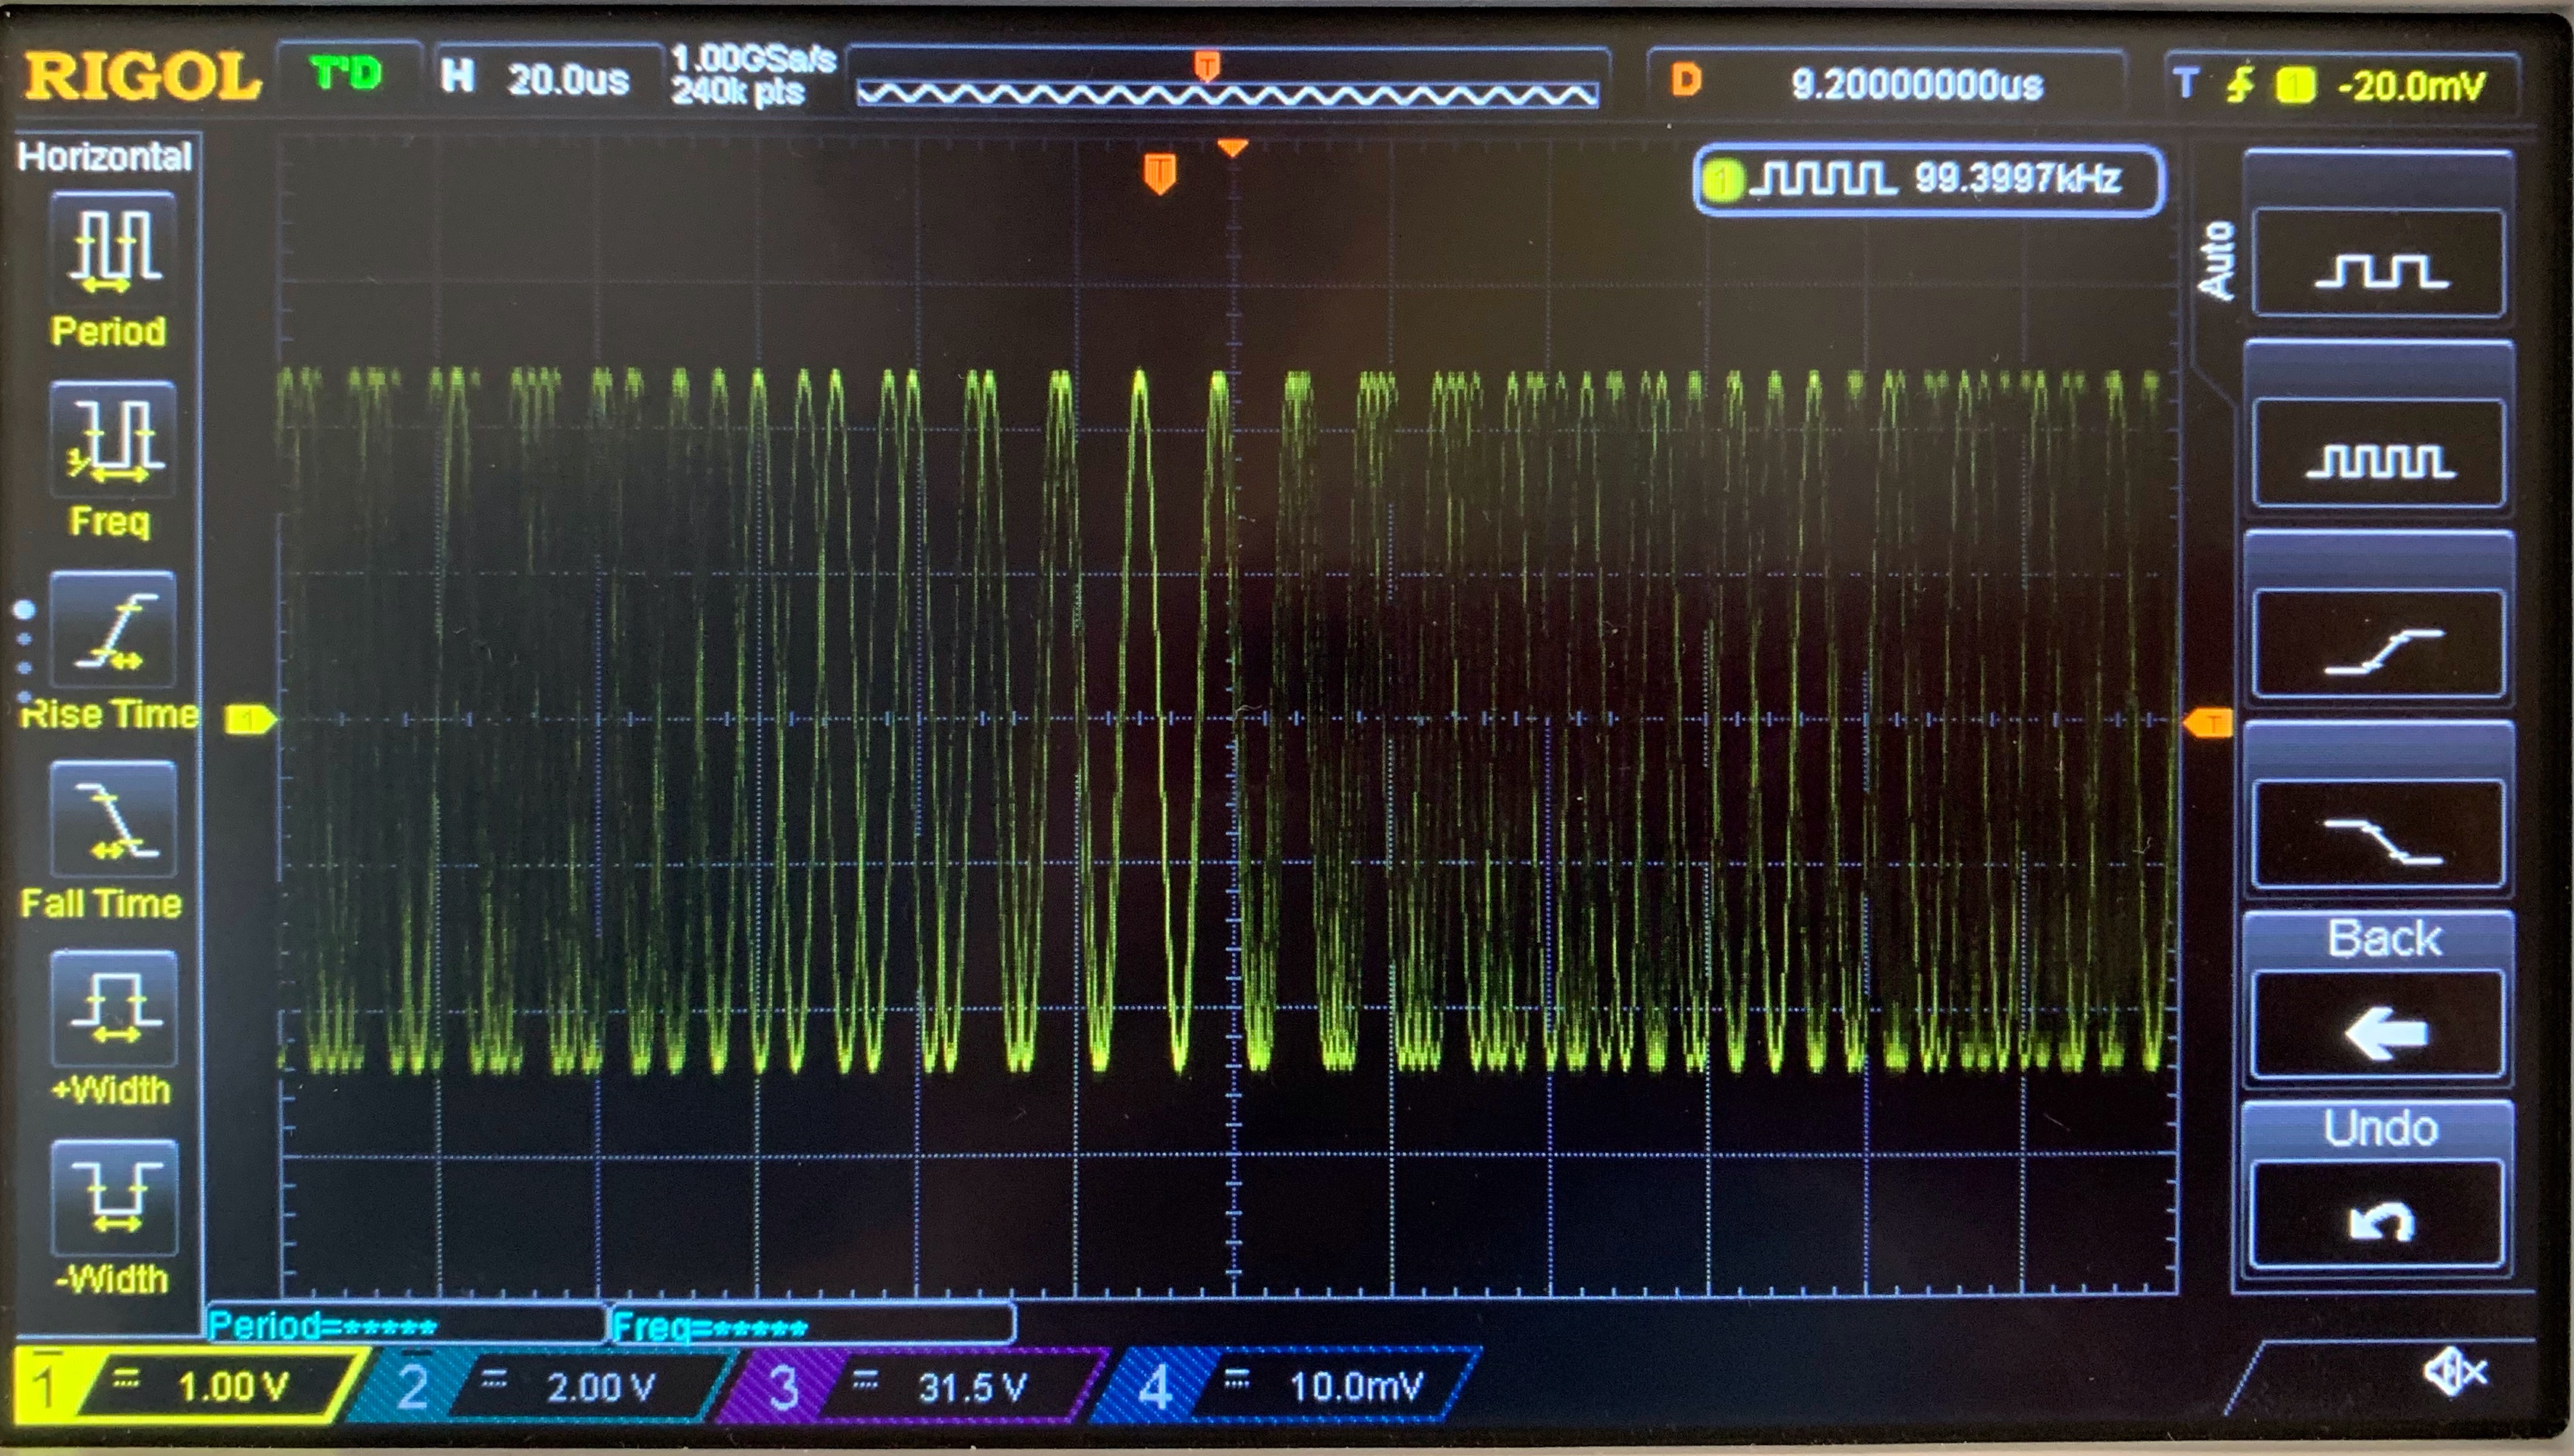 RIGOL T'D H 20.0us 1.00GSa/s D 9.20000000us T 1 -20.0mV
240k pts
T
Horizontal
T
1 99.3997kHz
Auto
Period
Freq
Rise Time
1
T
Fall Time
Back
+Width
Undo
-Width
Period=***** Freq=*****
1 1.00 V 2 2.00 V 3 31.5 V 4 10.0mV